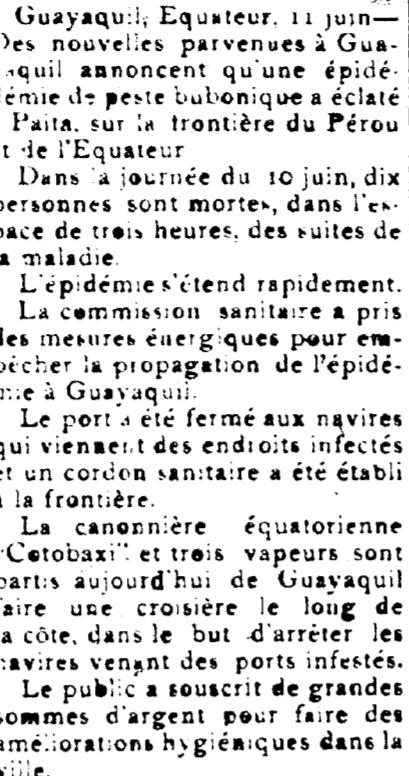 Guayaquil, Equateur, 11 juin—
Des nouvelles parvenues à Gua-
yaquil annoncent qu'une épidé-
démie de peste bubonique a éclaté
Paita, sur la frontière du Pérou
et de l'Equateur
Dans la journée du 10 juin, dix
personnes sont mortes, dans l'es-
pace de trois heures, des suites de
la maladie.
L'épidémie s'étend rapidement.
La commission sanitaire a pris
des mesures énergiques pour em-
pêcher la propagation de l'épidé-
mie à Guayaquil.
Le port a été fermé aux navires
qui viennent des endroits infectés
et un cordon sanitaire a été établi
à la frontière.
La canonnière équatorienne
"Cotobaxi" et trois vapeurs sont
partis aujourd'hui de Guayaquil
faire une croisière le long de
la côte, dans le but d'arrêter les
navires venant des ports infestés.
Le public a souscrit de grandes
sommes d'argent pour faire des
améliorations hygiéniques dans la
ville.